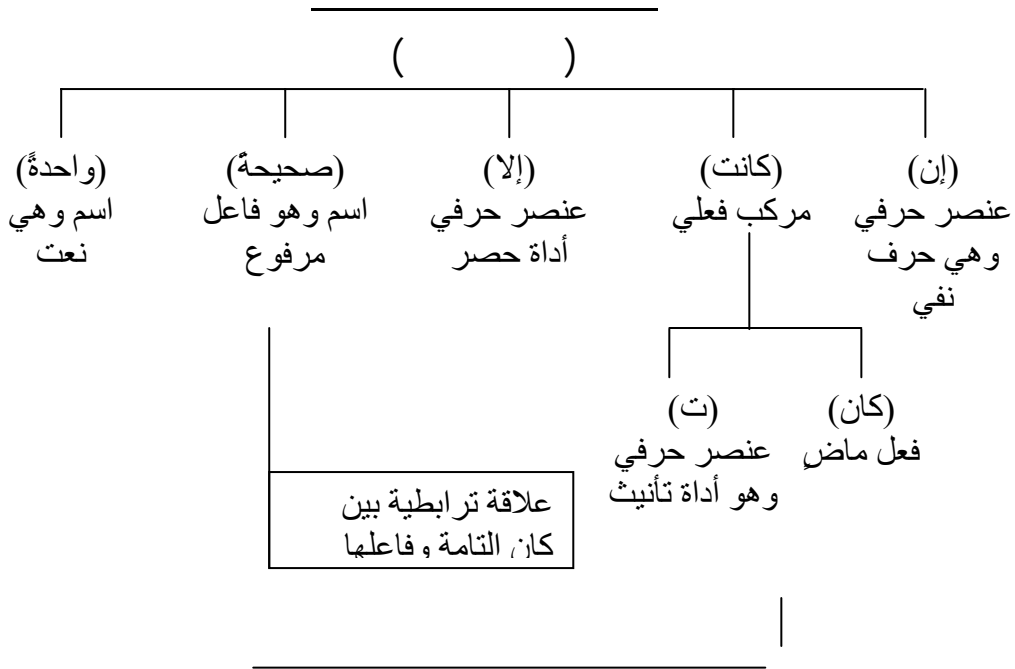 ( )
(إن)
عنصر حرفي
وهي حرف
نفي
(كانت)
مركب فعلي
(إلا)
عنصر حرفي
أداة حصر
(صحيحةً)
اسم وهو فاعل
مرفوع
(واحدةً)
اسم وهي
نعت
(كان)
فعل ماضٍ
(ت)
عنصر حرفي
وهو أداة تأنيث
علاقة ترابطية بين
كان التامة وفاعلها